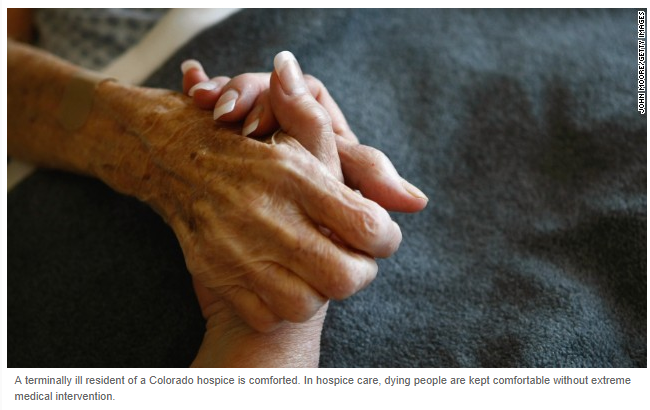 JOHN MOORE/GETTY IMAGES
A terminally ill resident of a Colorado hospice is comforted. In hospice care, dying people are kept comfortable without extreme
medical intervention.